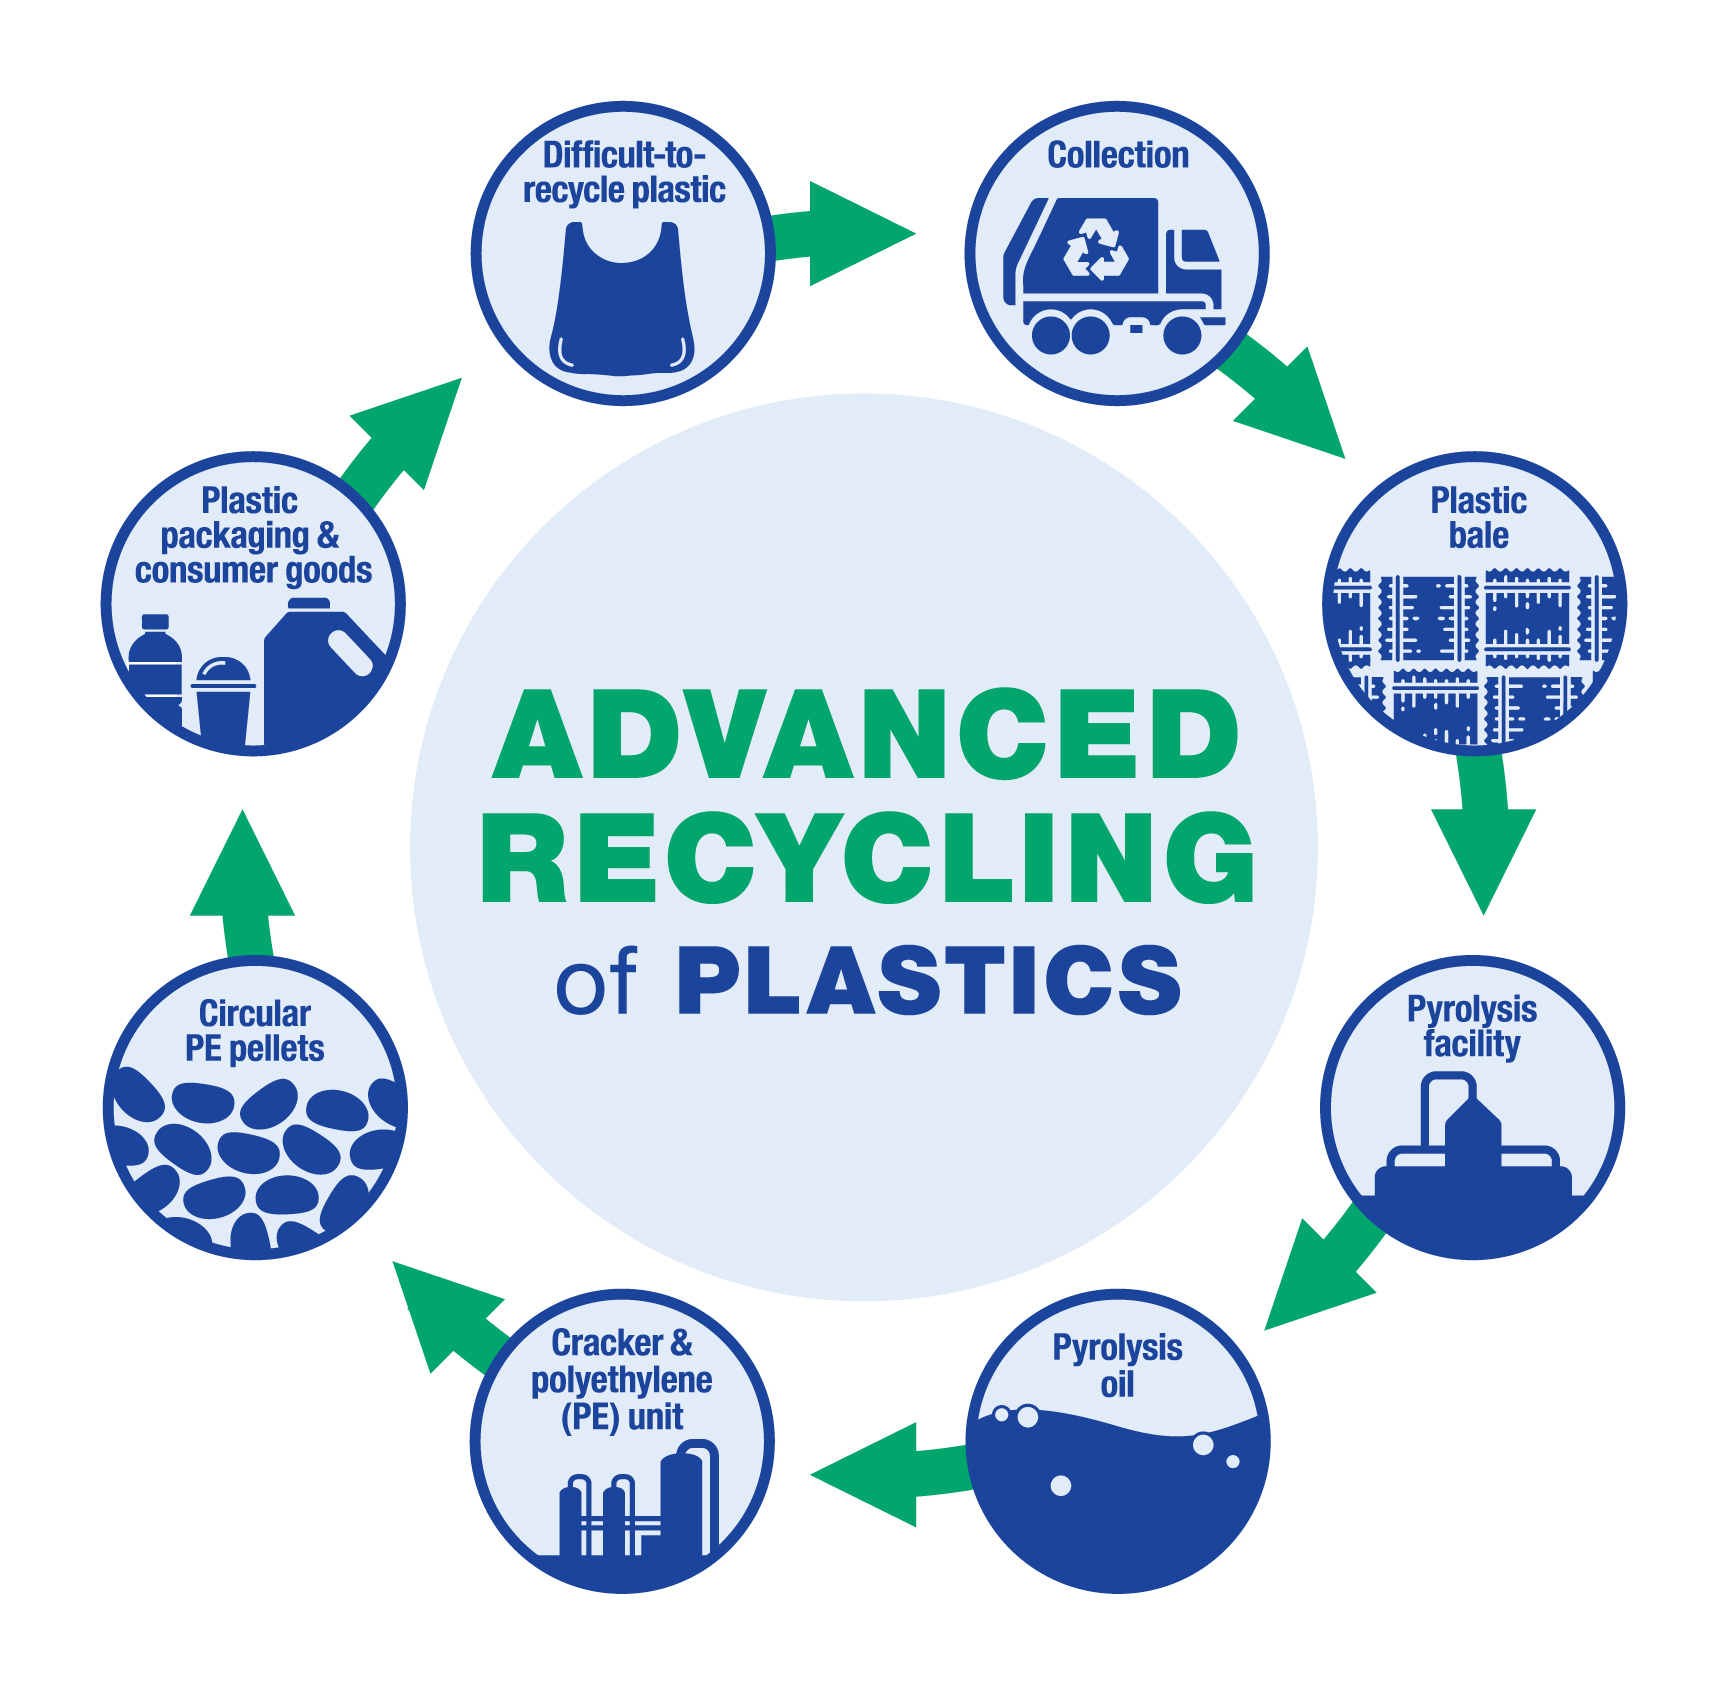 Difficult-to-
recycle plastic
Collection
Plastic
bale
Pyrolysis
facility
Pyrolysis
oil
Cracker &
polyethylene
(PE) unit
Circular
PE pellets
Plastic
packaging &
consumer goods
ADVANCED
RECYCLING
of PLASTICS